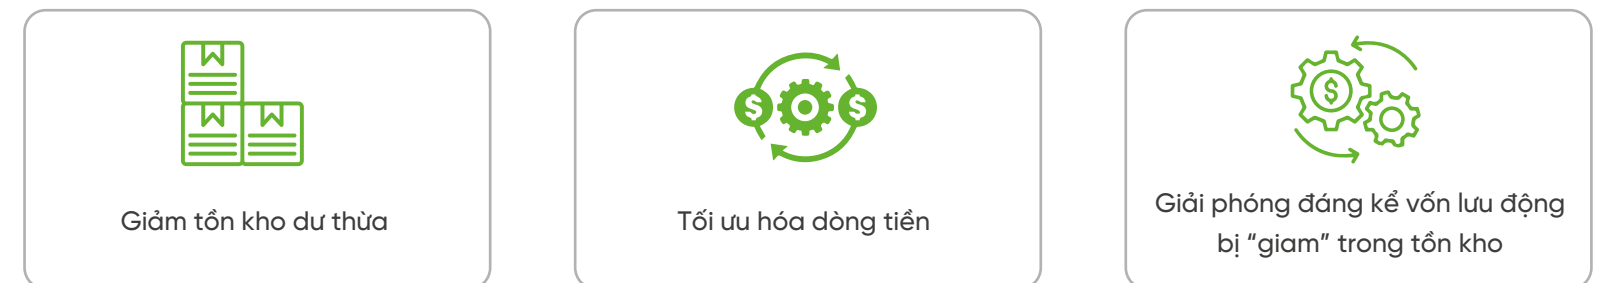 Giảm tồn kho dư thừa
Tối ưu hóa dòng tiền
Giải phóng đáng kể vốn lưu động
bị “giam” trong tồn kho